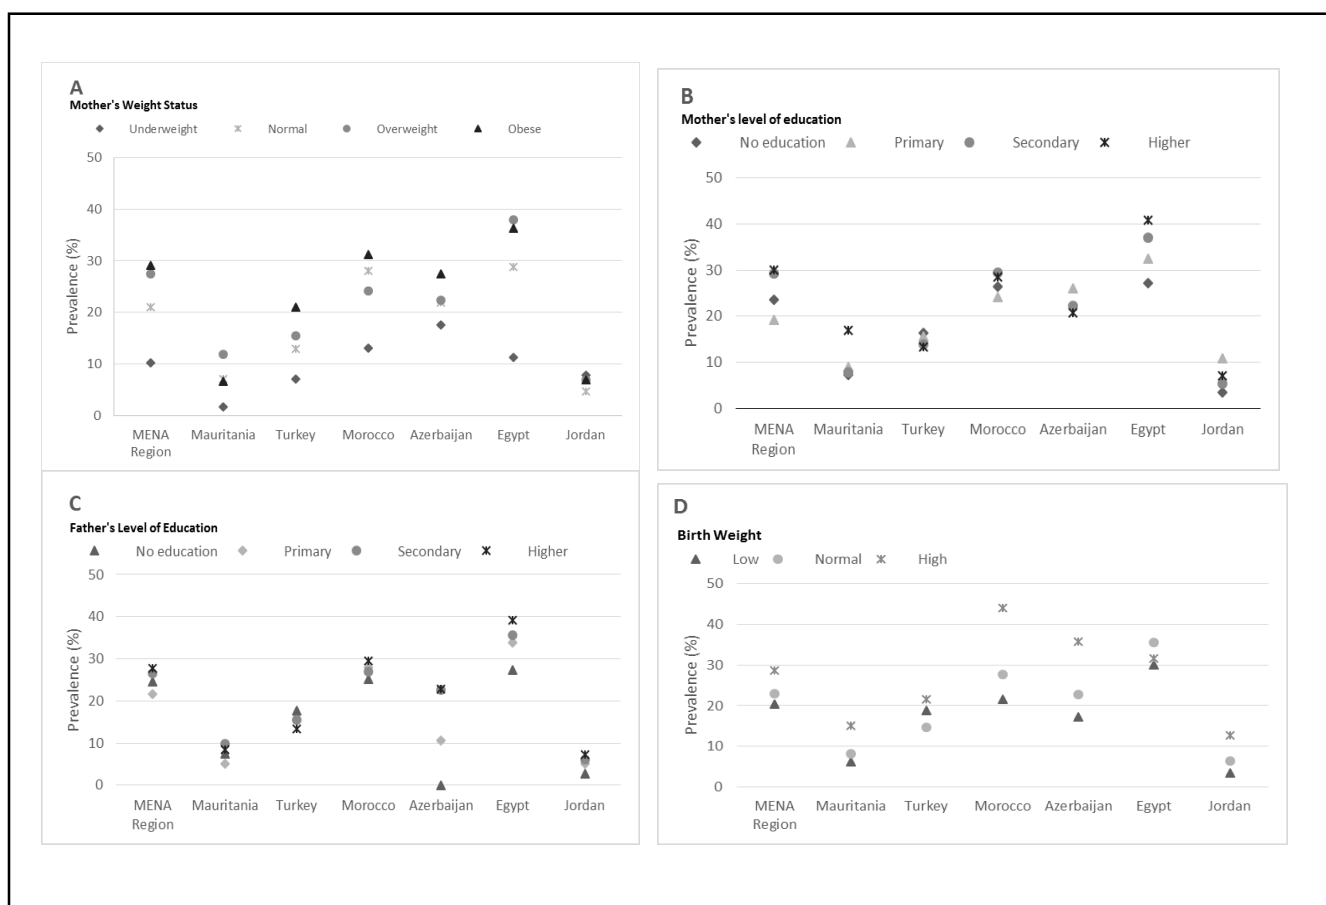 A
Mother's Weight Status
Underweight Normal Overweight Obese
50
40
30
20
10
0
Prevalence (%)
MENA Region Mauritania Turkey Morocco Azerbaijan Egypt Jordan
B
Mother's level of education
No education Primary Secondary Higher
50
40
30
20
10
0
Prevalence (%)
MENA Region Mauritania Turkey Morocco Azerbaijan Egypt Jordan
C
Father's Level of Education
No education Primary Secondary Higher
50
40
30
20
10
0
Prevalence (%)
MENA Region Mauritania Turkey Morocco Azerbaijan Egypt Jordan
D
Birth Weight
Low Normal High
50
40
30
20
10
0
Prevalence (%)
MENA Region Mauritania Turkey Morocco Azerbaijan Egypt Jordan